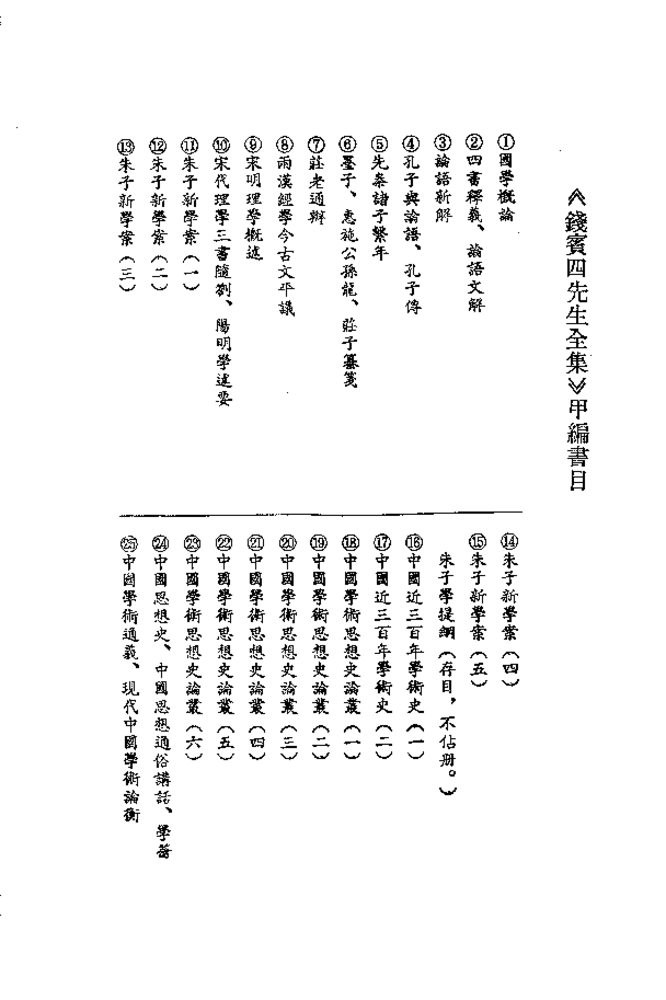 《錢賓四先生全集》甲編書目
①國學概論
②四書釋義、論語文解
③論語新解
④孔子與論語、孔子傳
⑤先秦諸子繫年
⑥墨子、惠施公孫龍、莊子纂箋
⑦莊老通辨
⑧兩漢經學今古文平議
⑨宋明理學概述
⑩宋代理學三書隨劄、陽明學述要
⑪朱子新學案（一）
⑫朱子新學案（二）
⑬朱子新學案（三）
⑭朱子新學案（四）
⑮朱子新學案（五）
朱子學提綱（存目，不佔册。）
⑯中國近三百年學術史（一）
⑰中國近三百年學術史（二）
⑱中國學術思想史論叢（一）
⑲中國學術思想史論叢（二）
⑳中國學術思想史論叢（三）
㉑中國學術思想史論叢（四）
㉒中國學術思想史論叢（五）
㉓中國學術思想史論叢（六）
㉔中國思想史、中國思想通俗講話、學籥
㉕中國學術通義、現代中國學術論衡